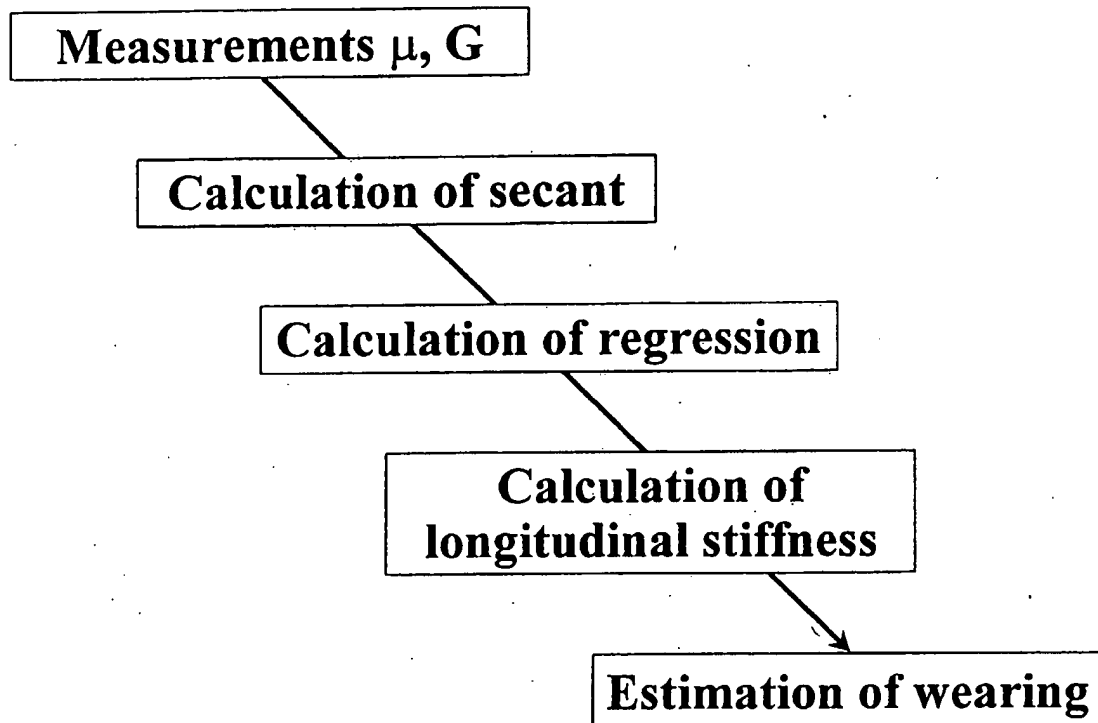 Measurements μ, G
Calculation of secant
Calculation of regression
Calculation of
longitudinal stiffness
Estimation of wearing